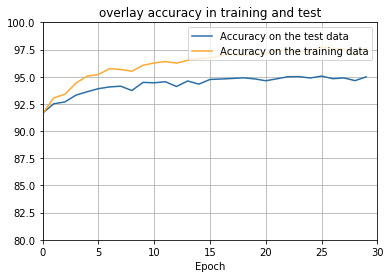 overlay accuracy in training and test
100.0
97.5
95.0
92.5
90.0
87.5
85.0
82.5
80.0
Accuracy on the test data
Accuracy on the training data
0 5 10 15 20 25 30
Epoch